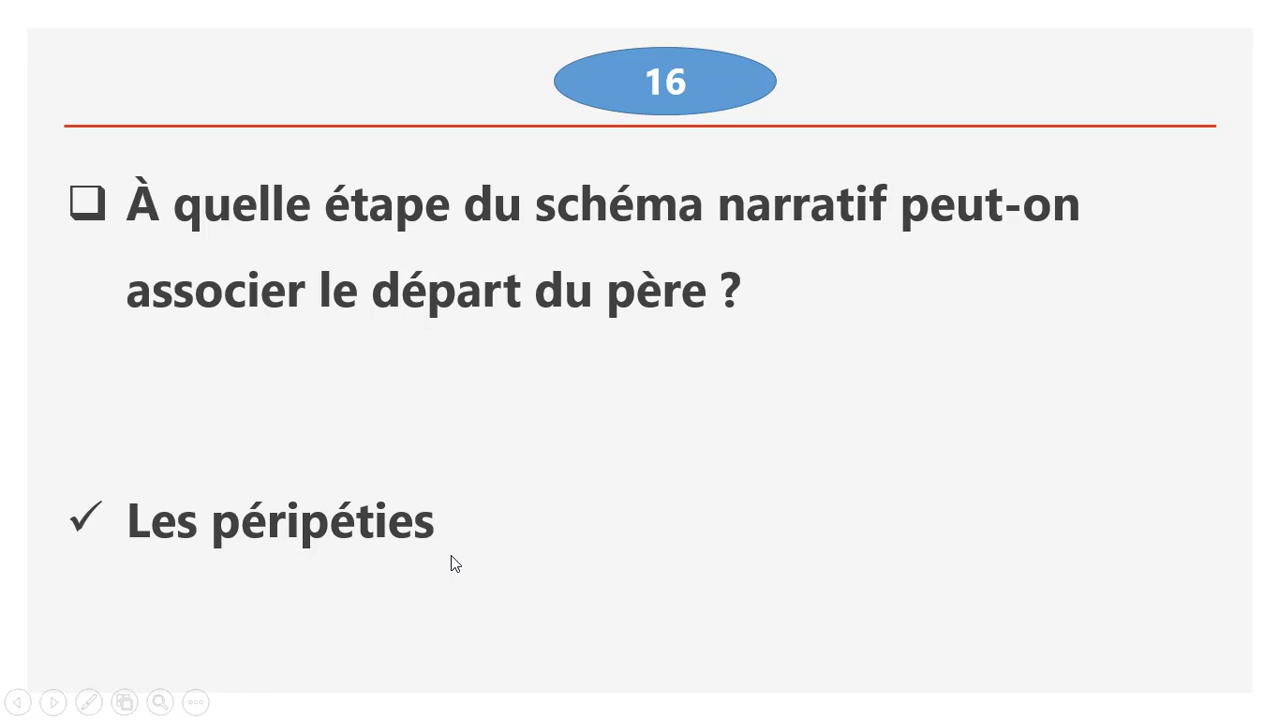 16
À quelle étape du schéma narratif peut-on
associer le départ du père ?
Les péripéties